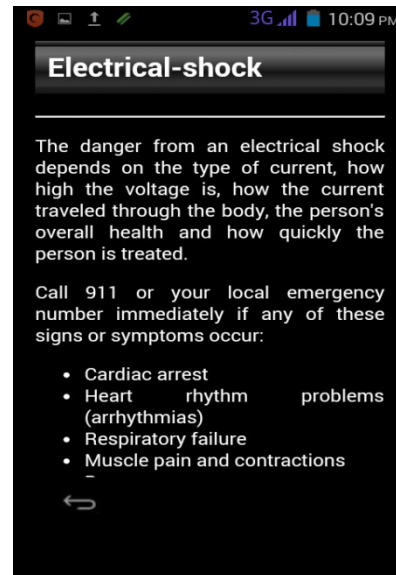 3G 10:09 PM
Electrical-shock
The danger from an electrical shock
depends on the type of current, how
high the voltage is, how the current
traveled through the body, the person's
overall health and how quickly the
person is treated.
Call 911 or your local emergency
number immediately if any of these
signs or symptoms occur:
• Cardiac arrest
• Heart rhythm problems
(arrhythmias)
• Respiratory failure
• Muscle pain and contractions